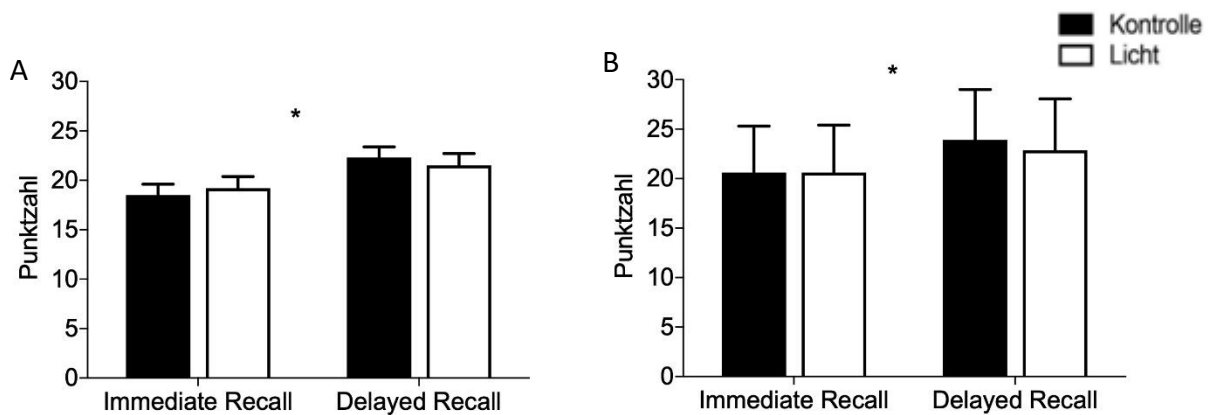 Kontrolle
Licht
A
*
30
25
20
15
10
5
0
Punktzahl
Immediate Recall
Delayed Recall
B
*
30
25
20
15
10
5
0
Punktzahl
Immediate Recall
Delayed Recall